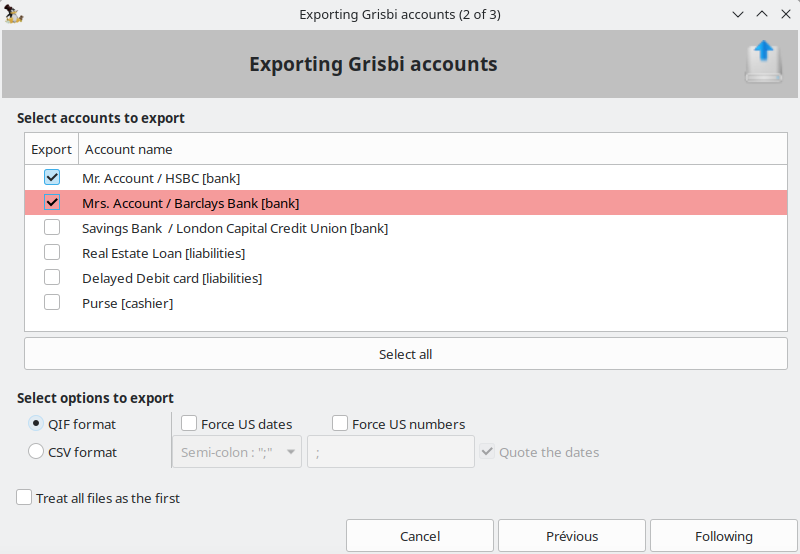 Exporting Grisbi accounts (2 of 3)
Exporting Grisbi accounts
Select accounts to export
Export Account name
Mr. Account / HSBC [bank]
Mrs. Account / Barclays Bank [bank]
Savings Bank / London Capital Credit Union [bank]
Real Estate Loan [liabilities]
Delayed Debit card [liabilities]
Purse [cashier]
Select all
Select options to export
QIF format Force US dates Force US numbers
CSV format Semi-colon : ";" ; Quote the dates
Treat all files as the first
Cancel Prévious Following